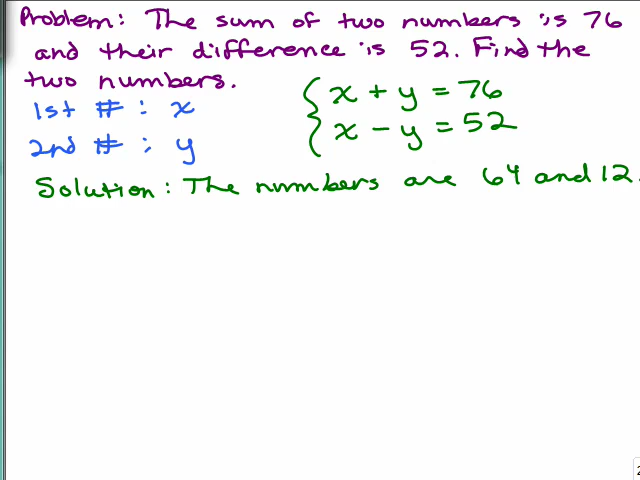 Problem: The sum of two numbers is 76
and their difference is 52. Find the
two numbers.
1st # : x
2nd # : y
x + y = 76
x - y = 52
Solution: The numbers are 64 and 12.
2